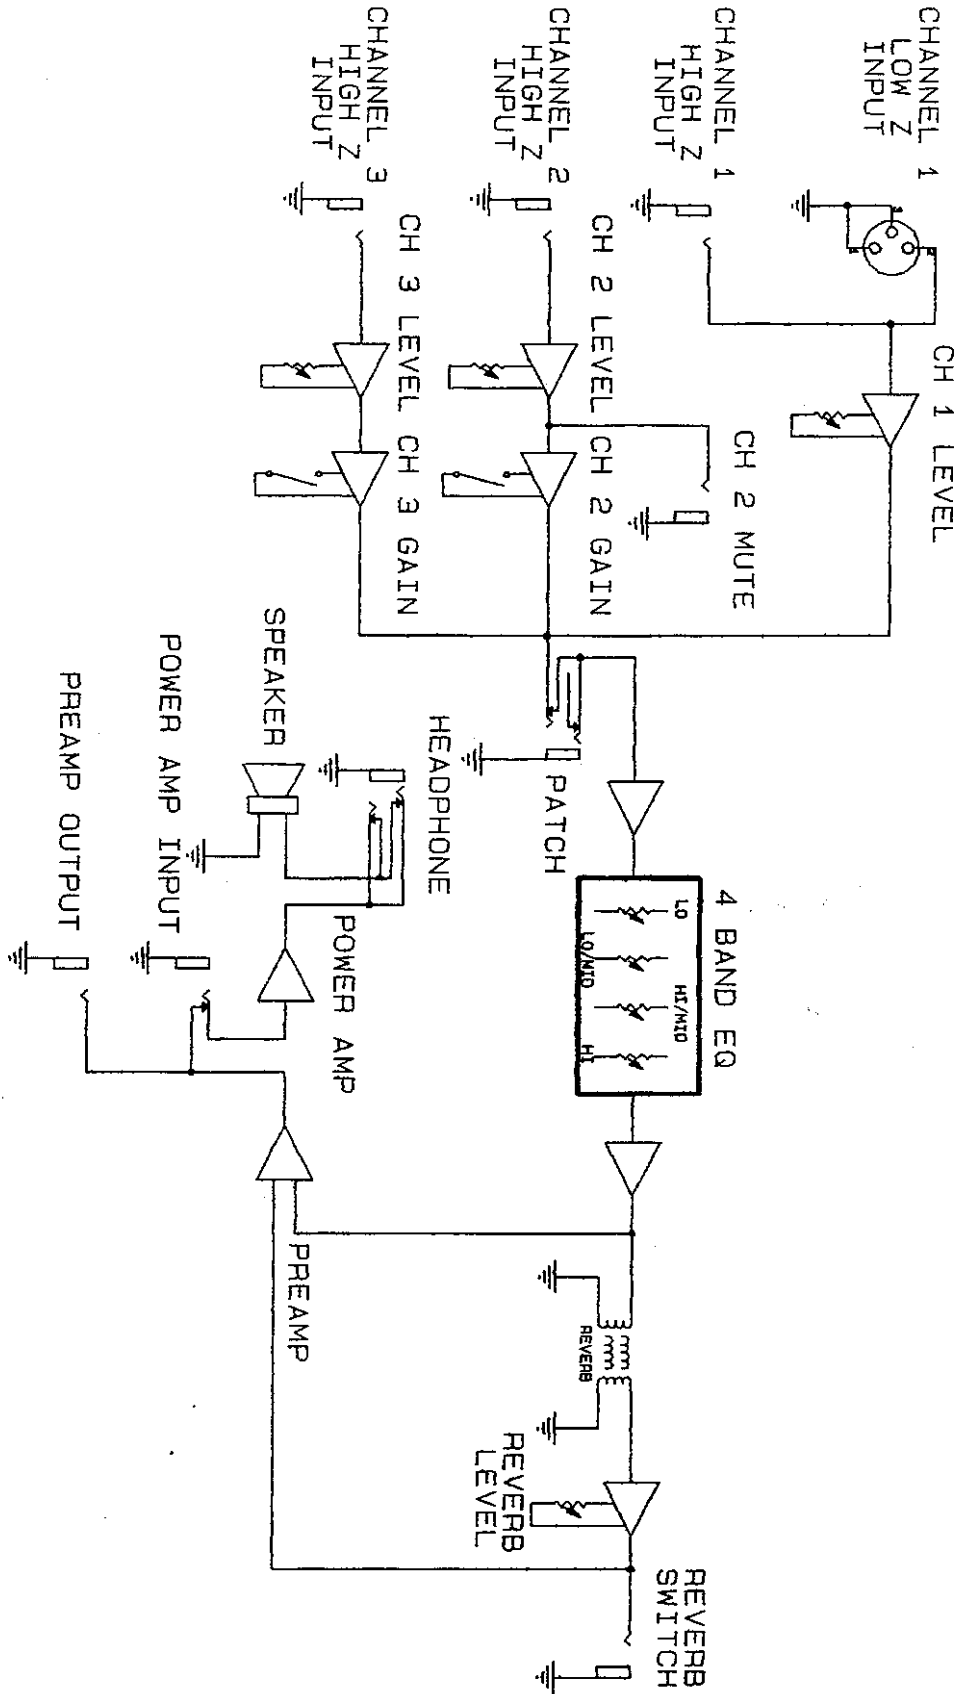 CHANNEL 1
LOW Z
INPUT
CH 1 LEVEL
CHANNEL 1
HIGH Z
INPUT
CH 2 MUTE
CHANNEL 2
HIGH Z
INPUT
CH 2 LEVEL
CH 2 GAIN
CHANNEL 3
HIGH Z
INPUT
CH 3 LEVEL
CH 3 GAIN
PATCH
4 BAND EQ
LO
LO/MID
HI/MID
HI
REVERB
REVERB
LEVEL
REVERB
SWITCH
HEADPHONE
SPEAKER
POWER AMP
POWER AMP INPUT
PREAMP OUTPUT
PREAMP